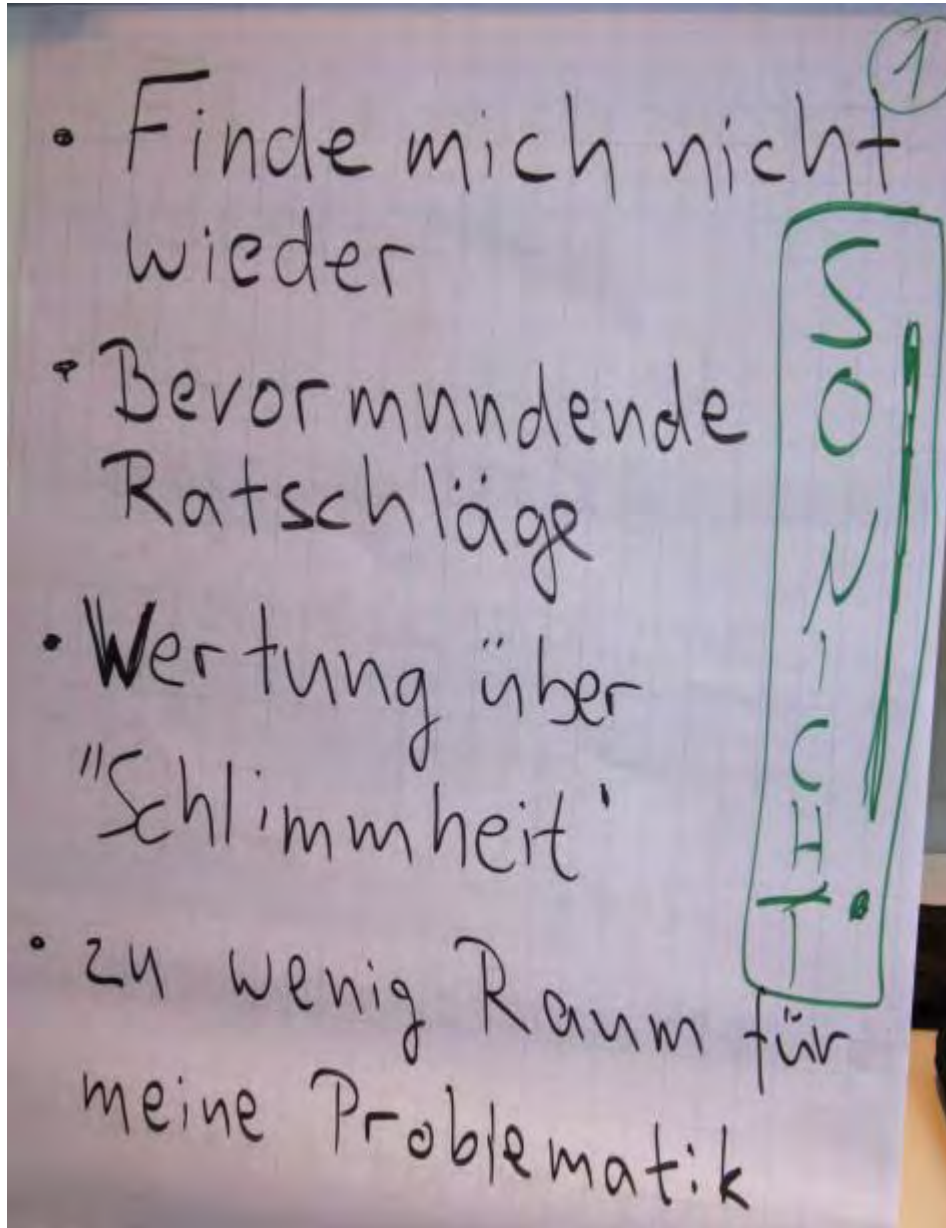 1
• Finde mich nicht
wieder
• Bevormundende
Ratschläge
• Wertung über
"Schlimmheit'
• zu wenig Raum für
meine Problematik
SO NICHT!